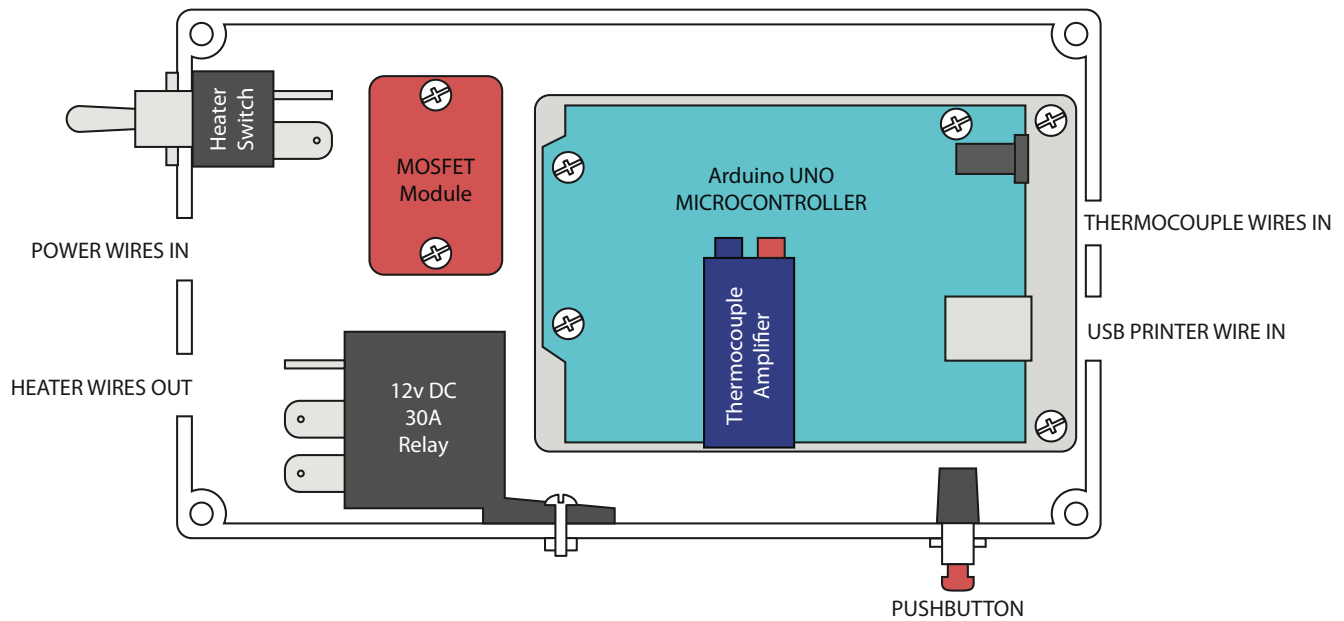 Heater
Switch
MOSFET
Module
Arduino UNO
MICROCONTROLLER
THERMOCOUPLE WIRES IN
POWER WIRES IN
Thermocouple
Amplifier
USB PRINTER WIRE IN
HEATER WIRES OUT
12v DC
30A
Relay
PUSHBUTTON